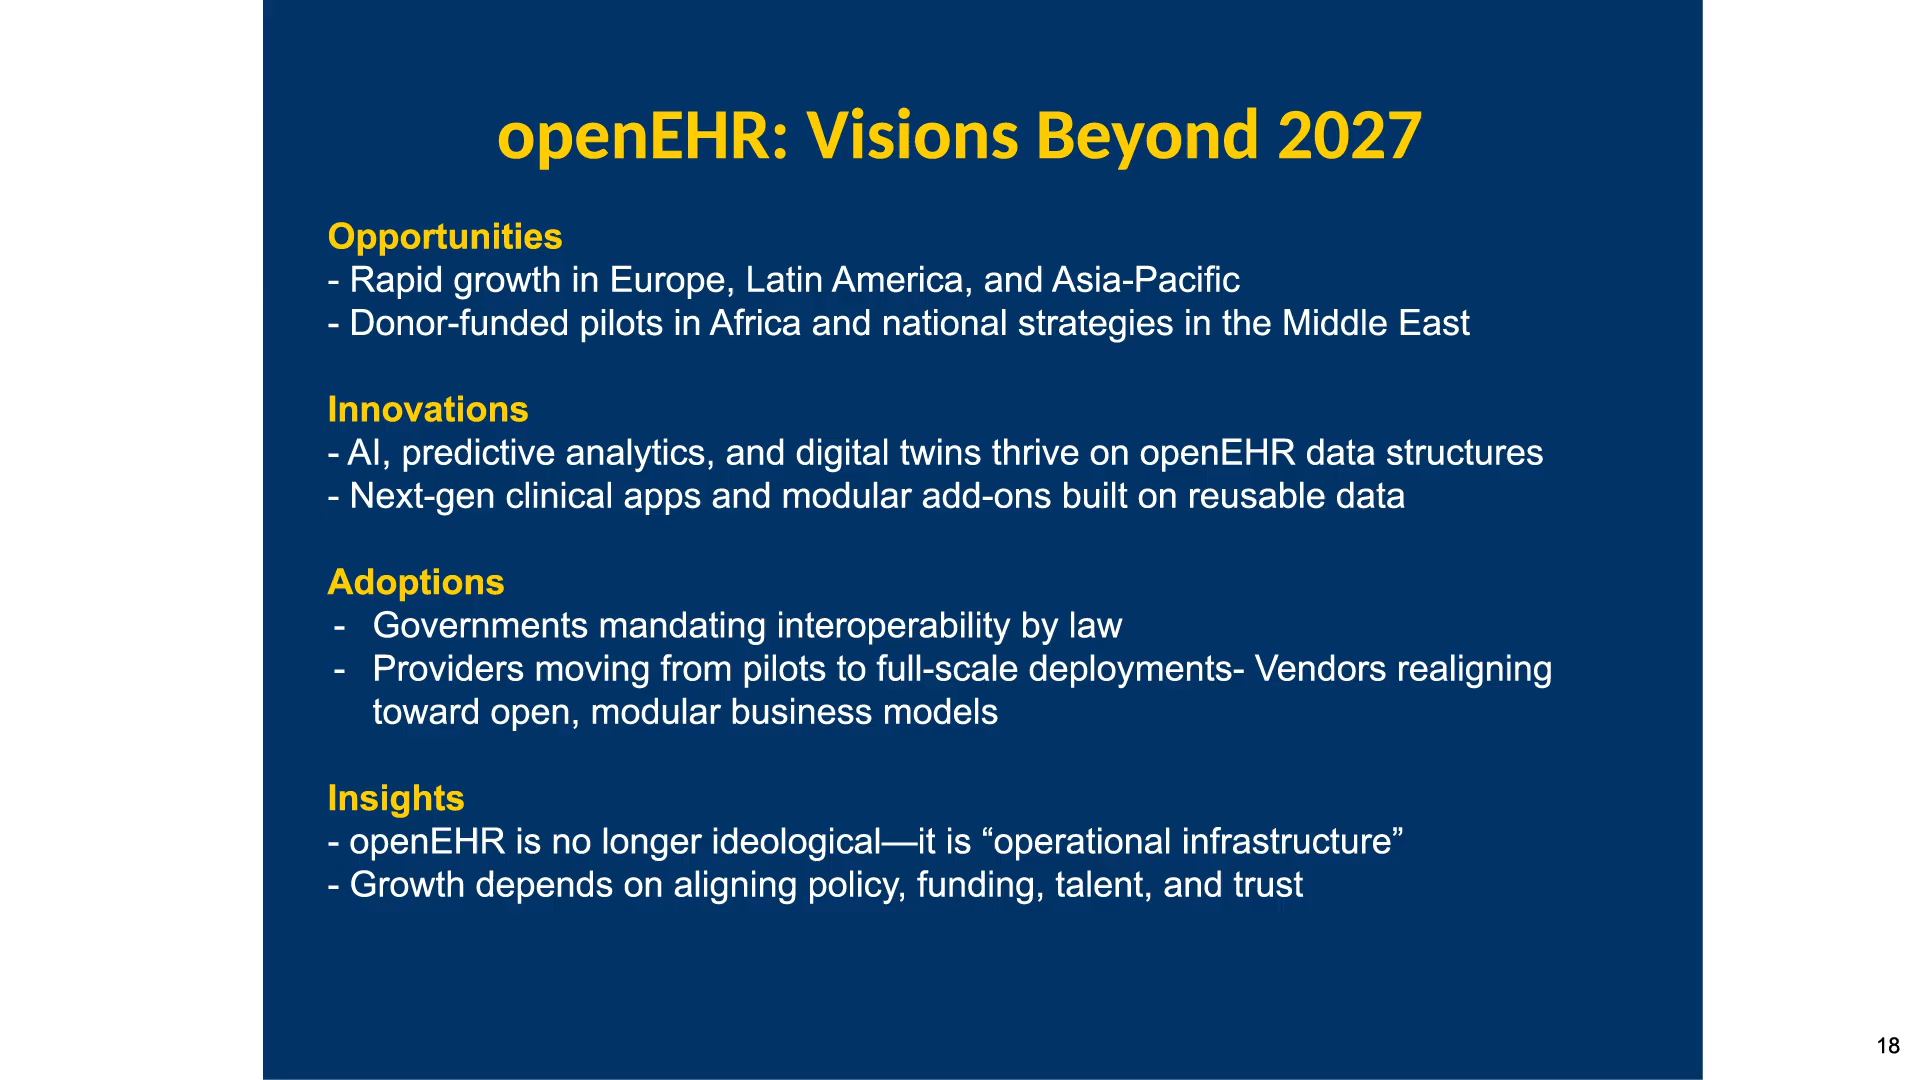 openEHR: Visions Beyond 2027
Opportunities
- Rapid growth in Europe, Latin America, and Asia-Pacific
- Donor-funded pilots in Africa and national strategies in the Middle East
Innovations
- AI, predictive analytics, and digital twins thrive on openEHR data structures
- Next-gen clinical apps and modular add-ons built on reusable data
Adoptions
- Governments mandating interoperability by law
- Providers moving from pilots to full-scale deployments- Vendors realigning
toward open, modular business models
Insights
- openEHR is no longer ideological—it is “operational infrastructure”
- Growth depends on aligning policy, funding, talent, and trust
18